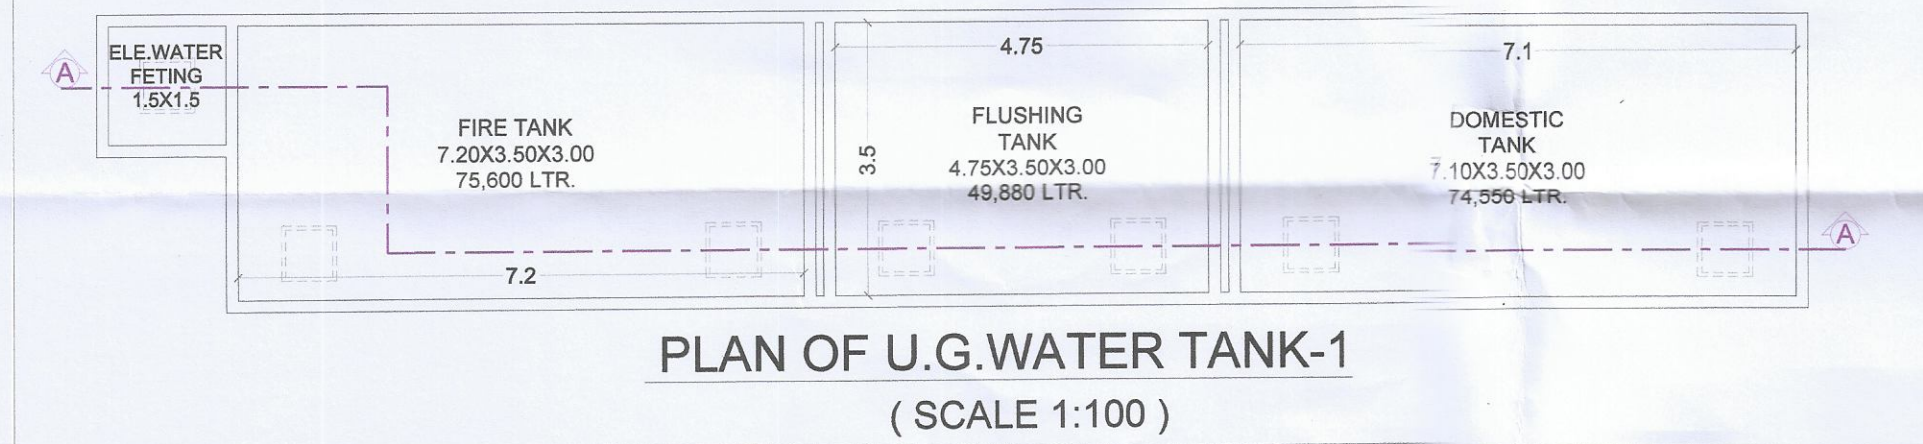 ELE.WATER
FETING
1.5X1.5
A
FIRE TANK
7.20X3.50X3.00
75,600 LTR.
7.2
4.75
3.5
FLUSHING
TANK
4.75X3.50X3.00
49,880 LTR.
7.1
DOMESTIC
TANK
7.10X3.50X3.00
74,550 LTR.
A
PLAN OF U.G.WATER TANK-1
( SCALE 1:100 )